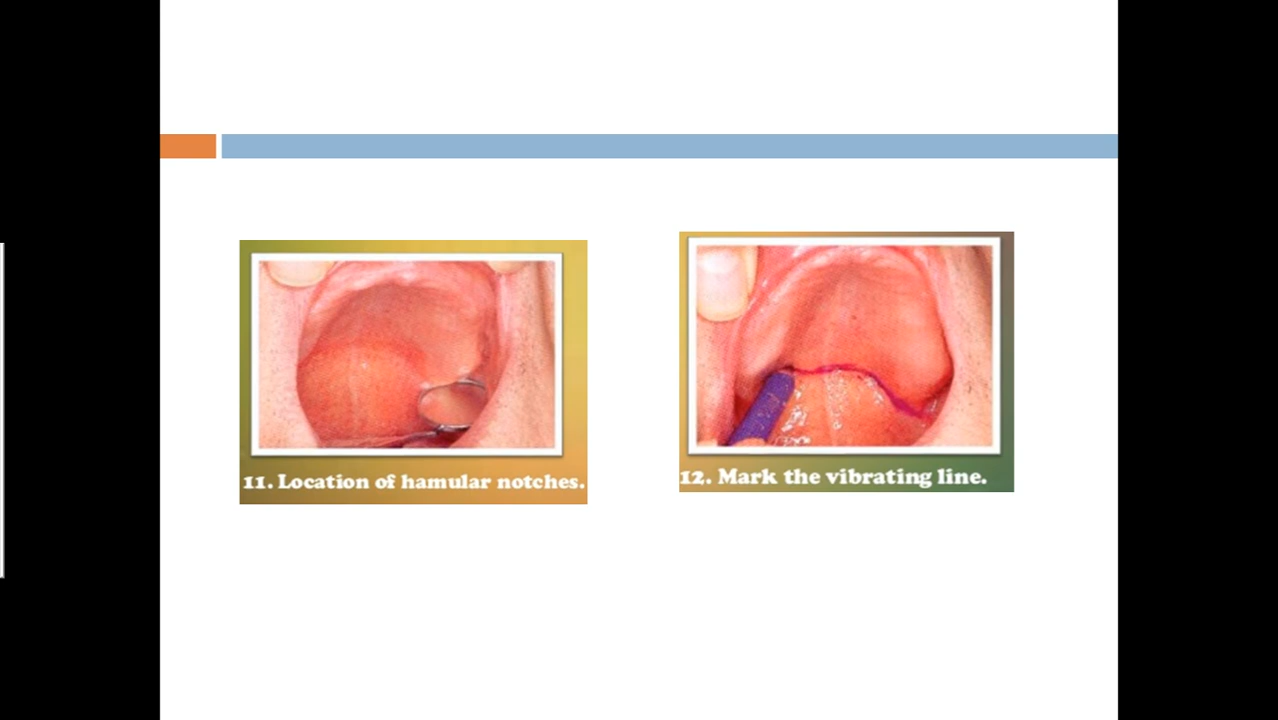 11. Location of hamular notches.
12. Mark the vibrating line.